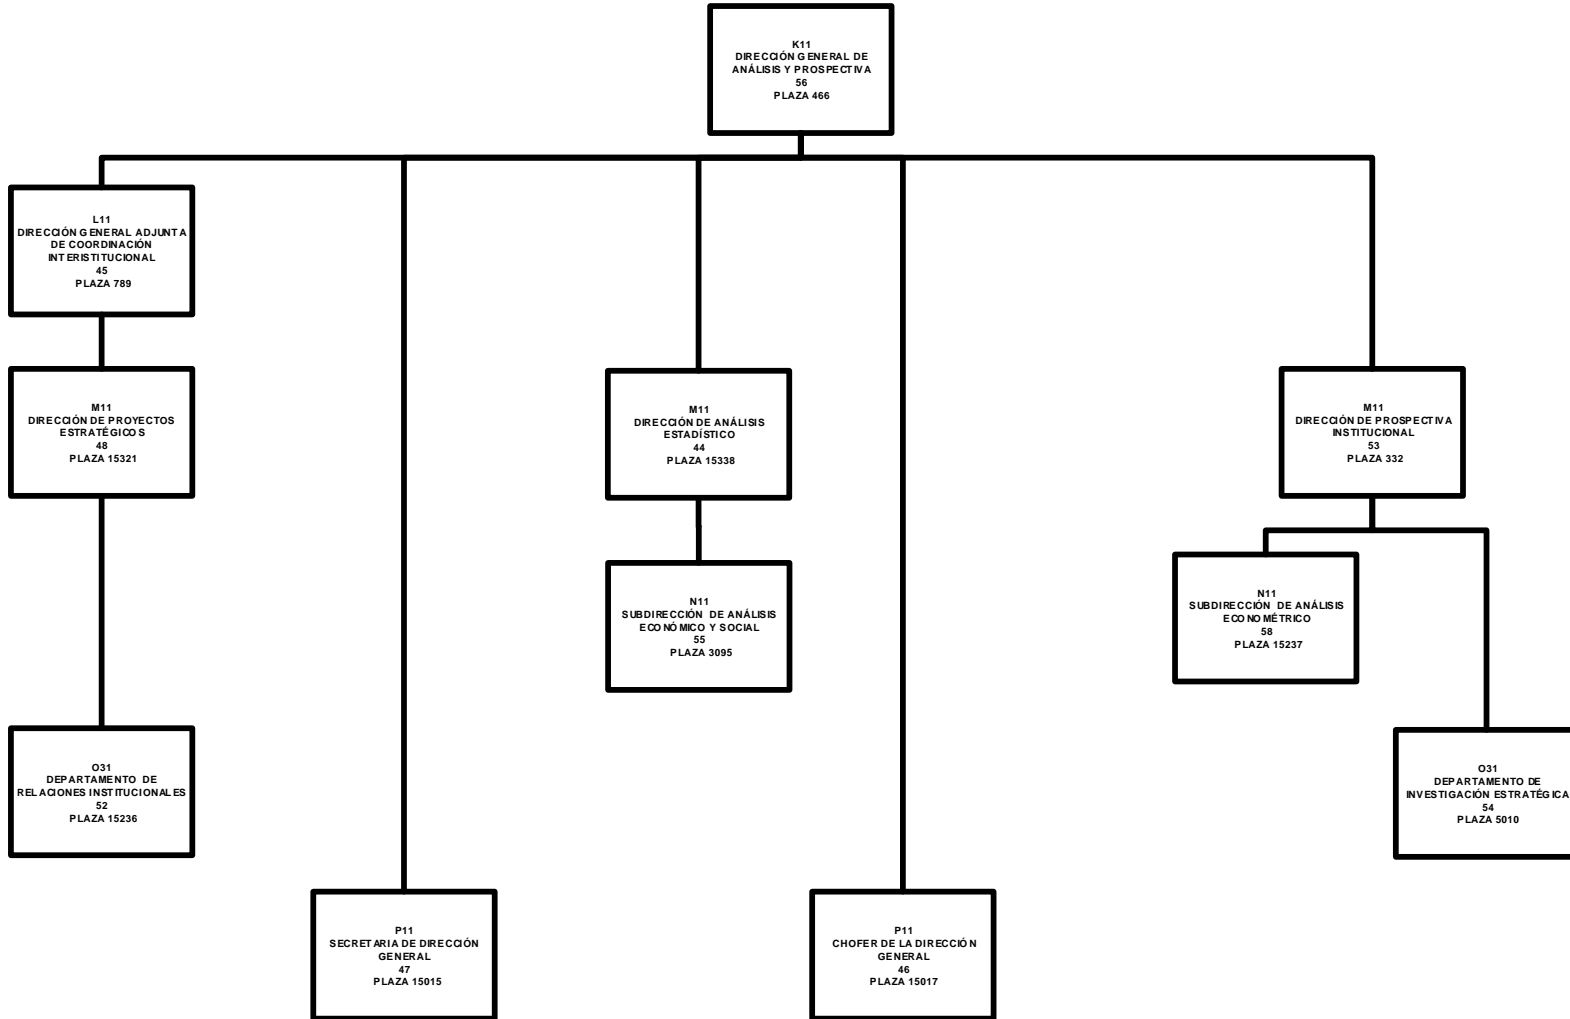 K11
DIRECCIÓN GENERAL DE
ANÁLISIS Y PROSPECTIVA
56
PLAZA 466
L11
DIRECCIÓN GENERAL ADJUNTA
DE COORDINACIÓN
INTERISTITUCIONAL
45
PLAZA 789
M11
DIRECCIÓN DE PROYECTOS
ESTRATÉGICOS
48
PLAZA 15321
M11
DIRECCIÓN DE ANÁLISIS
ESTADÍSTICO
44
PLAZA 15338
M11
DIRECCIÓN DE PROSPECTIVA
INSTITUCIONAL
53
PLAZA 332
N11
SUBDIRECCIÓN DE ANÁLISIS
ECONÓMICO Y SOCIAL
55
PLAZA 3095
N11
SUBDIRECCIÓN DE ANÁLISIS
ECONOMÉTRICO
58
PLAZA 15237
O31
DEPARTAMENTO DE
RELACIONES INSTITUCIONALES
52
PLAZA 15236
O31
DEPARTAMENTO DE
INVESTIGACIÓN ESTRATÉGICA
54
PLAZA 5010
P11
SECRETARIA DE DIRECCIÓN
GENERAL
47
PLAZA 15015
P11
CHOFER DE LA DIRECCIÓN
GENERAL
46
PLAZA 15017